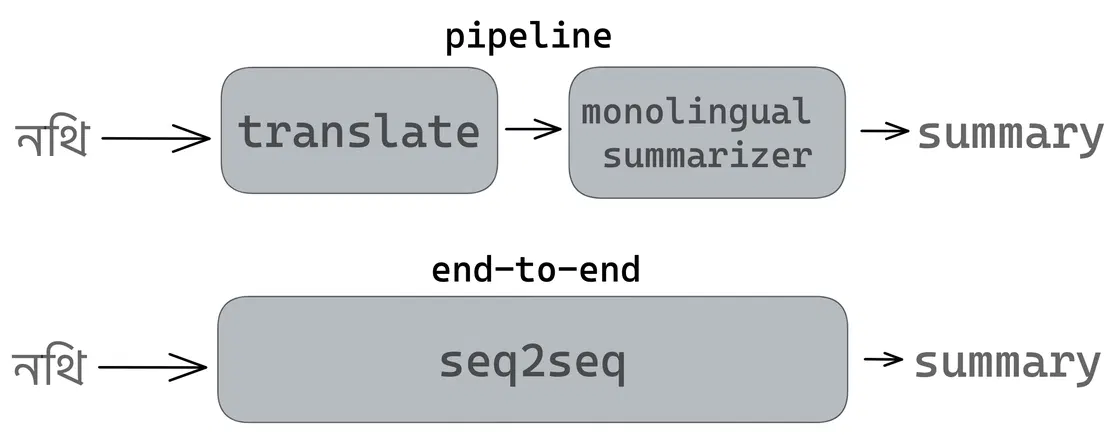 pipeline
নথি
translate
monolingual
summarizer
summary
end-to-end
নথি
seq2seq
summary